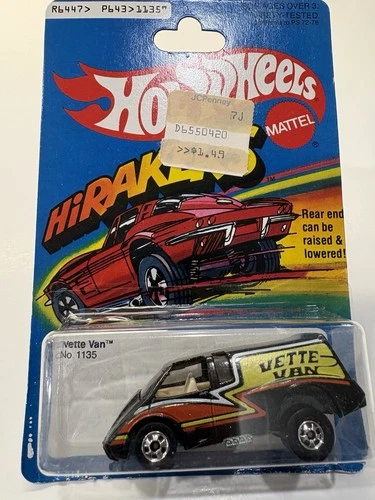 R6447> P643>1135"
AGES OVER 3.
Hot Wheels
MATTEL
®
JCPenney
7J
D6550420
>>$1.49
HiRAKERS
TM
Rear end
can be
raised &
lowered!
Vette Van™
No. 1135
VETTE
VAN